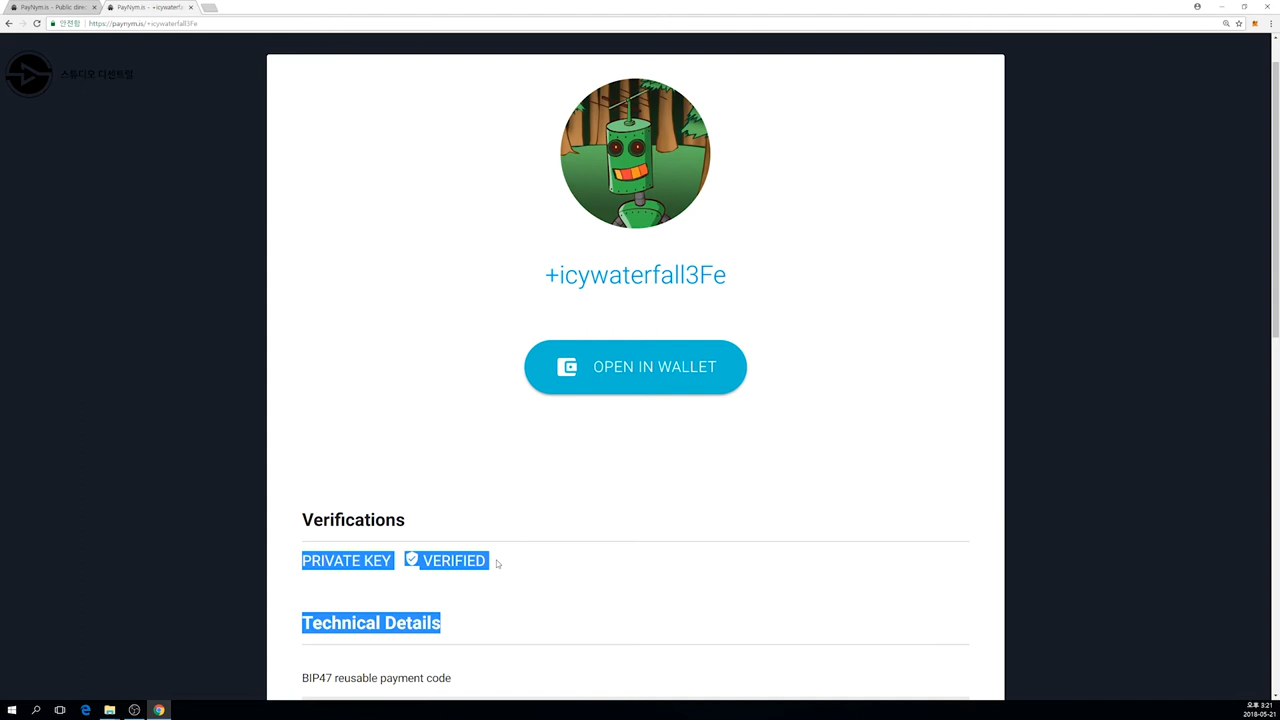 PayNym.is - Public dire
PayNym.is - +icywaterfa
안전함
https://paynym.is/+icywaterfall3Fe
스튜디오 디센트럴
+icywaterfall3Fe
OPEN IN WALLET
Verifications
PRIVATE KEY VERIFIED
Technical Details
BIP47 reusable payment code
오후 3:21
2018-05-21